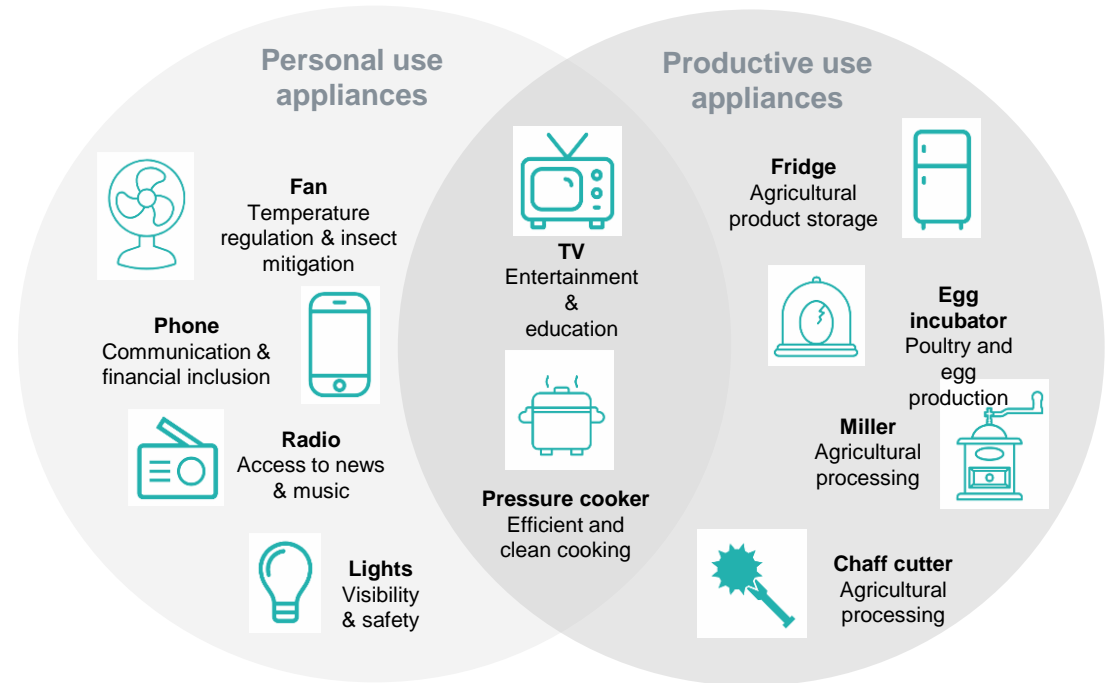 Personal use
appliances
Productive use
appliances
Fan
Temperature
regulation & insect
mitigation
Phone
Communication &
financial inclusion
Radio
Access to news
& music
Lights
Visibility
& safety
TV
Entertainment
&
education
Pressure cooker
Efficient and
clean cooking
Fridge
Agricultural
product storage
Egg
incubator
Poultry and
egg
production
Miller
Agricultural
processing
Chaff cutter
Agricultural
processing